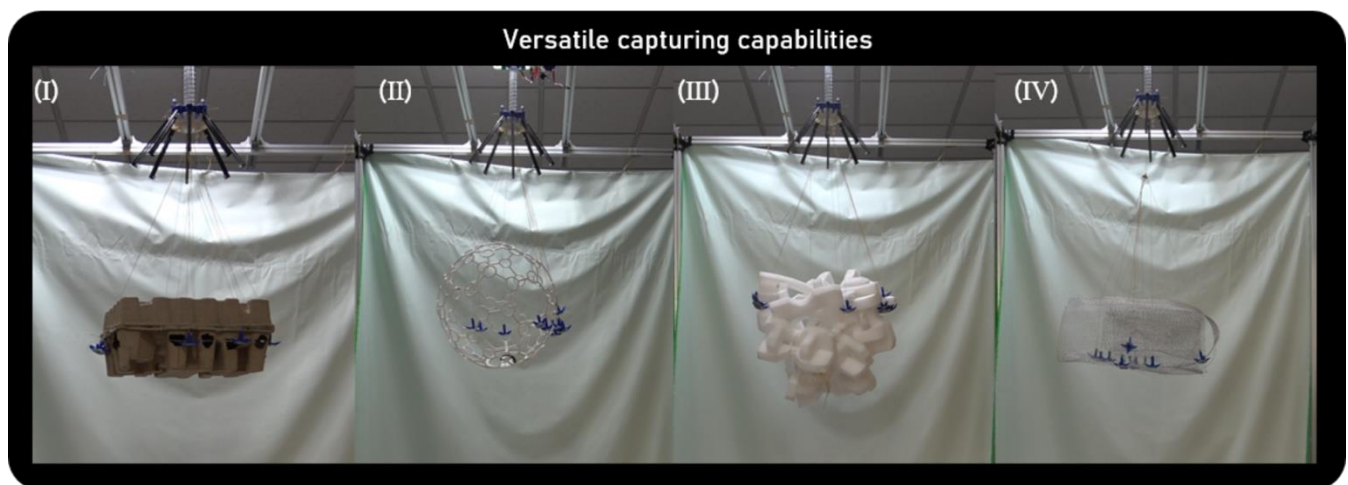 Versatile capturing capabilities
(I)
(II)
(III)
(IV)